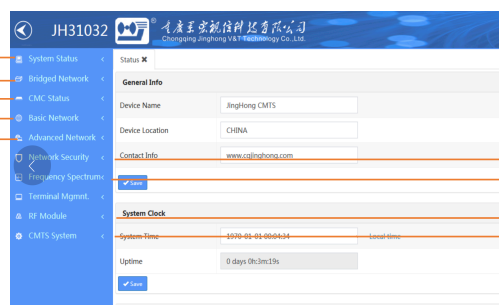 JH31032
重庆景宏视信科技有限公司
Chongqing Jinghong V&T Technology Co.,Ltd.
System Status
Bridged Network
CMC Status
Basic Network
Advanced Network
Network Security
Frequency Spectrum
Terminal Mgmnt.
RF Module
CMTS System
Status ✖
General Info
Device Name JingHong CMTS
Device Location CHINA
Contact Info www.cqjinghong.com
Save
System Clock
System Time 1970-01-01 00:04:34 Local time
Uptime 0 days 0h:3m:19s
Save